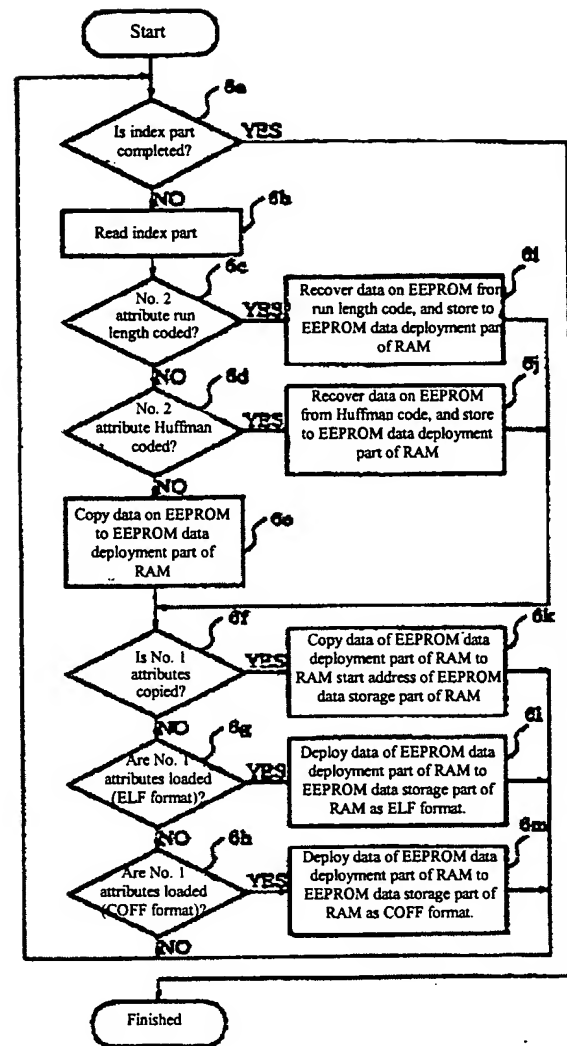 Start
6a
Is index part
completed?
YES
NO
6b
Read index part
6c
No. 2
attribute run
length coded?
YES
6i
Recover data on EEPROM from
run length code, and store to
EEPROM data deployment part
of RAM
NO
6d
No. 2
attribute Huffman
coded?
YES
6j
Recover data on EEPROM
from Huffman code, and store
to EEPROM data deployment
part of RAM
NO
6e
Copy data on EEPROM
to EEPROM data
deployment part of
RAM
6f
Is No. 1
attributes
copied?
YES
6k
Copy data of EEPROM data
deployment part of RAM to
RAM start address of EEPROM
data storage part of RAM
NO
6g
Are No. 1
attributes loaded
(ELF format)?
YES
6l
Deploy data of EEPROM data
deployment part of RAM to
EEPROM data storage part of
RAM as ELF format.
NO
6h
Are No. 1
attributes loaded
(COFF format)?
YES
6m
Deploy data of EEPROM data
deployment part of RAM to
EEPROM data storage part of
RAM as COFF format.
NO
Finished